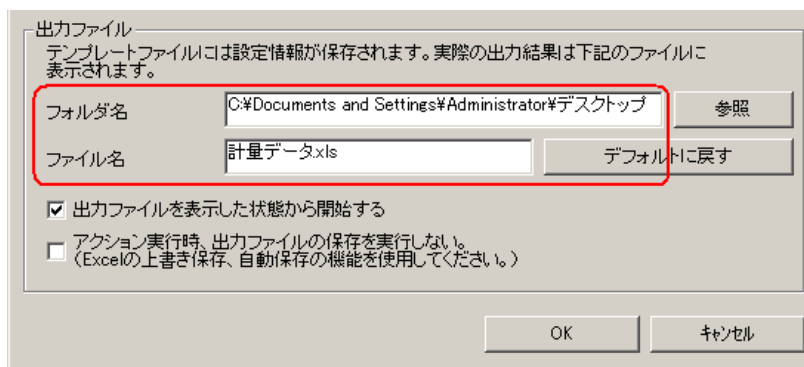 出力ファイル
テンプレートファイルには設定情報が保存されます。実際の出力結果は下記のファイルに
表示されます。
フォルダ名 C:¥Documents and Settings¥Administrator¥デスクトップ 参照
ファイル名 計量データ.xls デフォルトに戻す
出力ファイルを表示した状態から開始する
アクション実行時、出力ファイルの保存を実行しない。
（Excelの上書き保存、自動保存の機能を使用してください。）
OK キャンセル